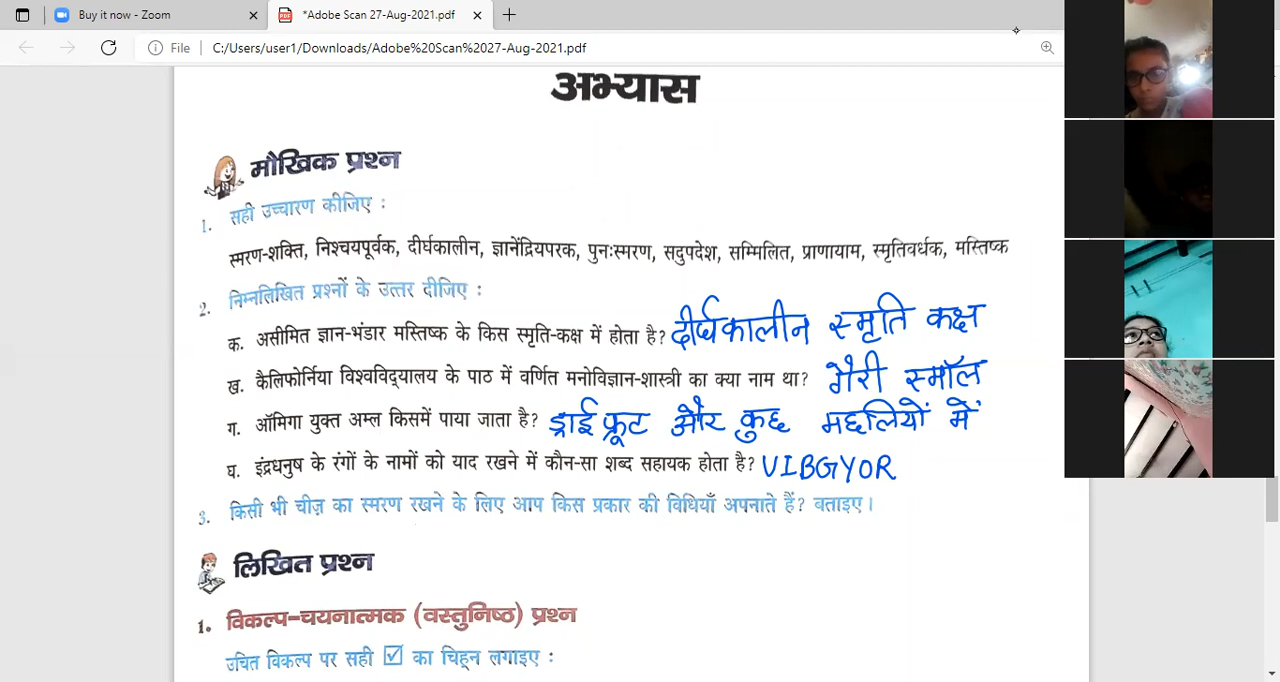 Buy it now - Zoom
*Adobe Scan 27-Aug-2021.pdf
File C:/Users/user1/Downloads/Adobe%20Scan%2027-Aug-2021.pdf
अभ्यास
मौखिक प्रश्न
1. सही उच्चारण कीजिए :
स्मरण-शक्ति, निश्चयपूर्वक, दीर्घकालीन, ज्ञानेंद्रियपरक, पुनःस्मरण, सदुपदेश, सम्मिलित, प्राणायाम, स्मृतिवर्धक, मस्तिष्क
2. निम्नलिखित प्रश्नों के उत्तर दीजिए :
क. असीमित ज्ञान-भंडार मस्तिष्क के किस स्मृति-कक्ष में होता है? दीर्घकालीन स्मृति कक्ष
ख. कैलिफोर्निया विश्वविद्यालय के पाठ में वर्णित मनोविज्ञान-शास्त्री का क्या नाम था? गैरी स्मॉल
ग. ऑमिगा युक्त अम्ल किसमें पाया जाता है? ड्राई फ्रूट और कुछ मछलियों में
घ. इंद्रधनुष के रंगों के नामों को याद रखने में कौन-सा शब्द सहायक होता है? VIBGYOR
3. किसी भी चीज़ का स्मरण रखने के लिए आप किस प्रकार की विधियाँ अपनाते हैं? बताइए।
लिखित प्रश्न
1. विकल्प-चयनात्मक (वस्तुनिष्ठ) प्रश्न
उचित विकल्प पर सही ☑ का चिह्न लगाइए :